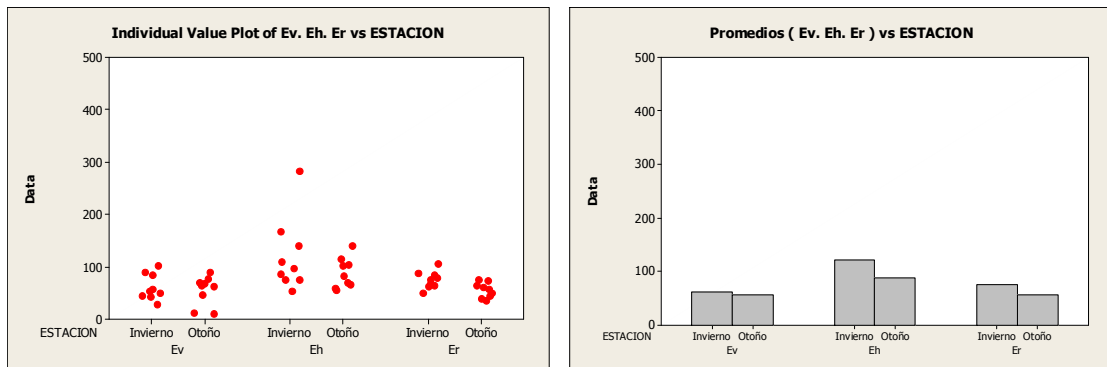 Individual Value Plot of Ev. Eh. Er vs ESTACION
500
400
300
200
100
0
Data
ESTACION
Invierno Otoño Invierno Otoño Invierno Otoño
Ev Eh Er
Promedios ( Ev. Eh. Er ) vs ESTACION
500
400
300
200
100
0
Data
ESTACION
Invierno Otoño Invierno Otoño Invierno Otoño
Ev Eh Er